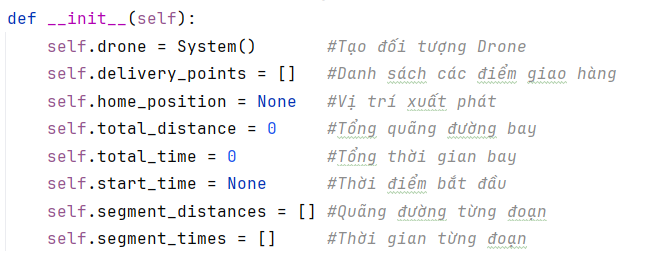 def __init__(self):
    self.drone = System()       #Tạo đối tượng Drone
    self.delivery_points = []   #Danh sách các điểm giao hàng
    self.home_position = None   #Vị trí xuất phát
    self.total_distance = 0     #Tổng quãng đường bay
    self.total_time = 0         #Tổng thời gian bay
    self.start_time = None      #Thời điểm bắt đầu
    self.segment_distances = [] #Quãng đường từng đoạn
    self.segment_times = []     #Thời gian từng đoạn